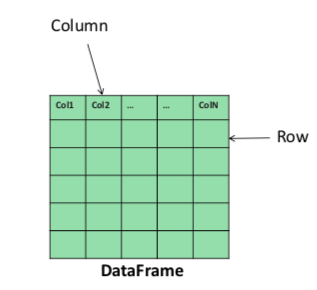 Column
Col1 Col2 ... ... ColN
Row
DataFrame